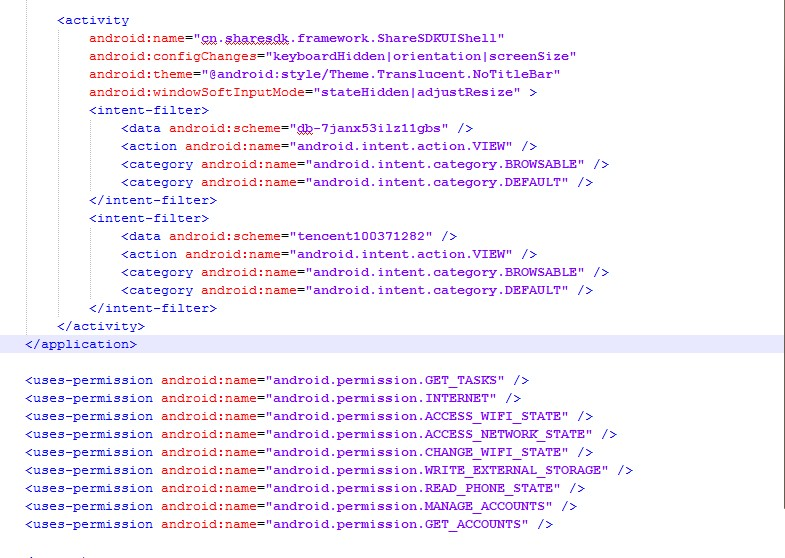 <activity
android:name="cn.sharesdk.framework.ShareSDKUIShell"
android:configChanges="keyboardHidden|orientation|screenSize"
android:theme="@android:style/Theme.Translucent.NoTitleBar"
android:windowSoftInputMode="stateHidden|adjustResize" >
<intent-filter>
<data android:scheme="db-7janx53ilz11gbs" />
<action android:name="android.intent.action.VIEW" />
<category android:name="android.intent.category.BROWSABLE" />
<category android:name="android.intent.category.DEFAULT" />
</intent-filter>
<intent-filter>
<data android:scheme="tencent100371282" />
<action android:name="android.intent.action.VIEW" />
<category android:name="android.intent.category.BROWSABLE" />
<category android:name="android.intent.category.DEFAULT" />
</intent-filter>
</activity>
</application>
<uses-permission android:name="android.permission.GET_TASKS" />
<uses-permission android:name="android.permission.INTERNET" />
<uses-permission android:name="android.permission.ACCESS_WIFI_STATE" />
<uses-permission android:name="android.permission.ACCESS_NETWORK_STATE" />
<uses-permission android:name="android.permission.CHANGE_WIFI_STATE" />
<uses-permission android:name="android.permission.WRITE_EXTERNAL_STORAGE" />
<uses-permission android:name="android.permission.READ_PHONE_STATE" />
<uses-permission android:name="android.permission.MANAGE_ACCOUNTS" />
<uses-permission android:name="android.permission.GET_ACCOUNTS" />